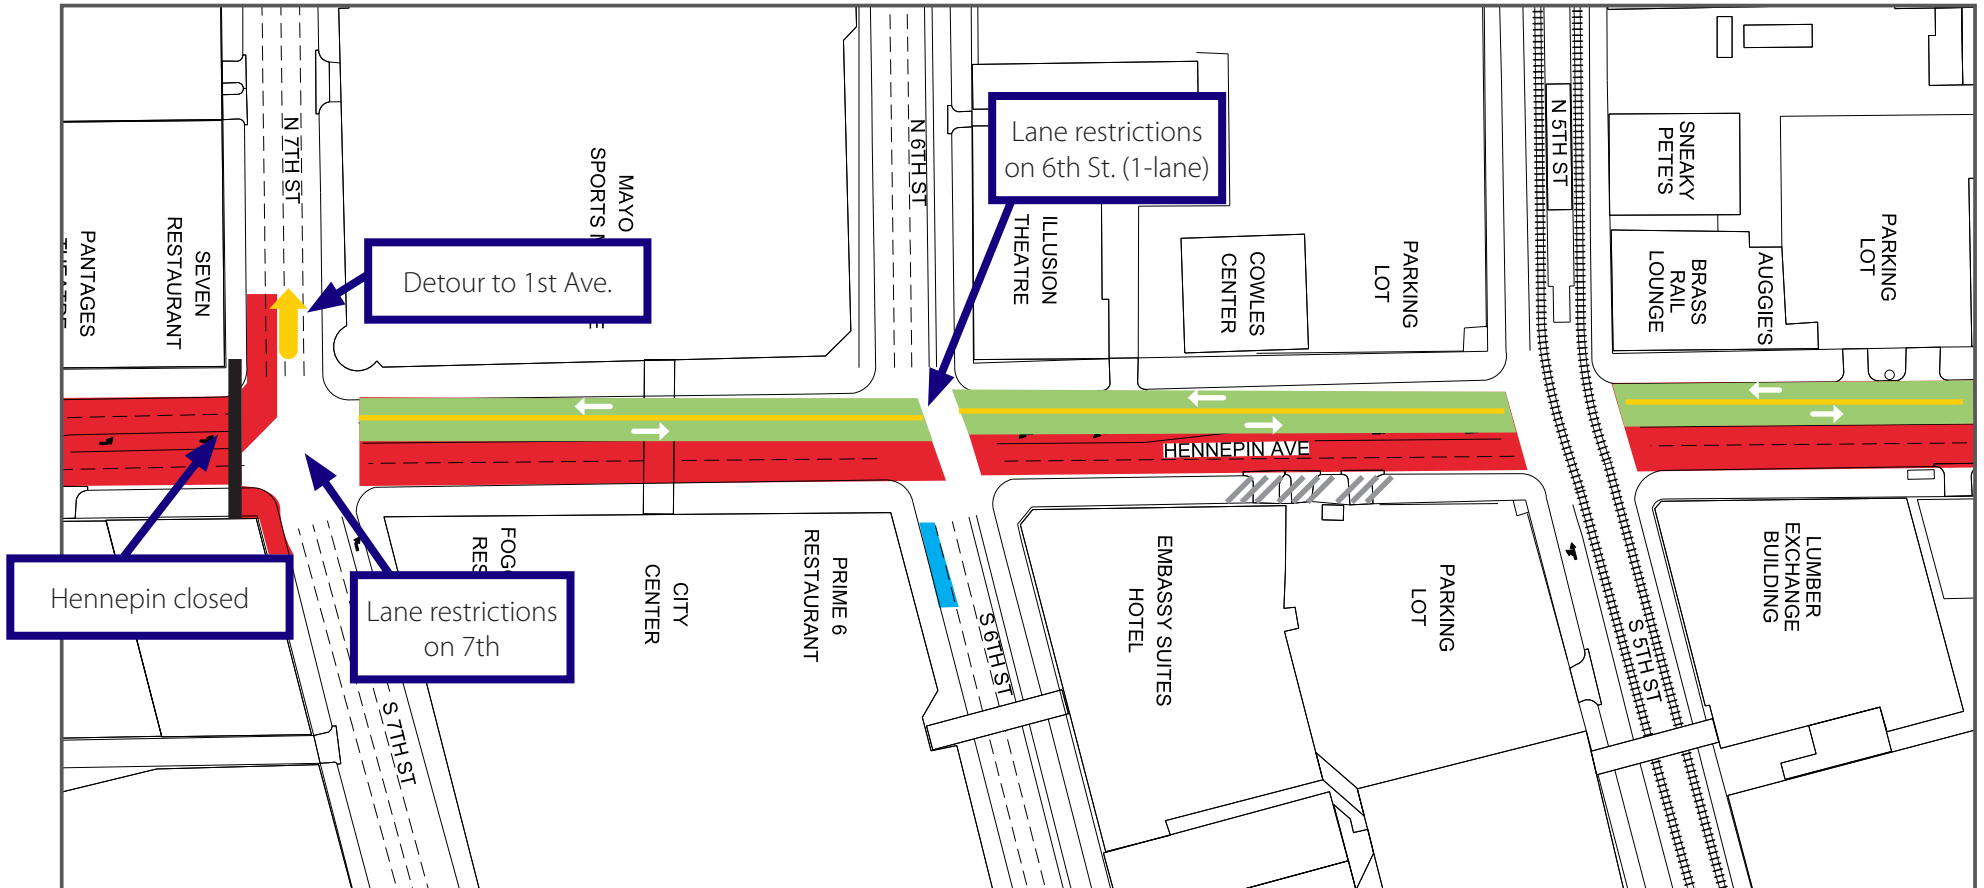 N 7TH ST
N 6TH ST
N 5TH ST
Lane restrictions
on 6th St. (1-lane)
SNEAKY
PETE'S
MAYO
SPORTS
ILLUSION
THEATRE
COWLES
CENTER
PARKING
LOT
BRASS
RAIL
LOUNGE
AUGGIE'S
PARKING
LOT
PANTAGES
SEVEN
RESTAURANT
Detour to 1st Ave.
HENNEPIN AVE
Hennepin closed
Lane restrictions
on 7th
CITY
CENTER
PRIME 6
RESTAURANT
EMBASSY SUITES
HOTEL
PARKING
LOT
LUMBER
EXCHANGE
BUILDING
S 7TH ST
S 6TH ST
S 5TH ST